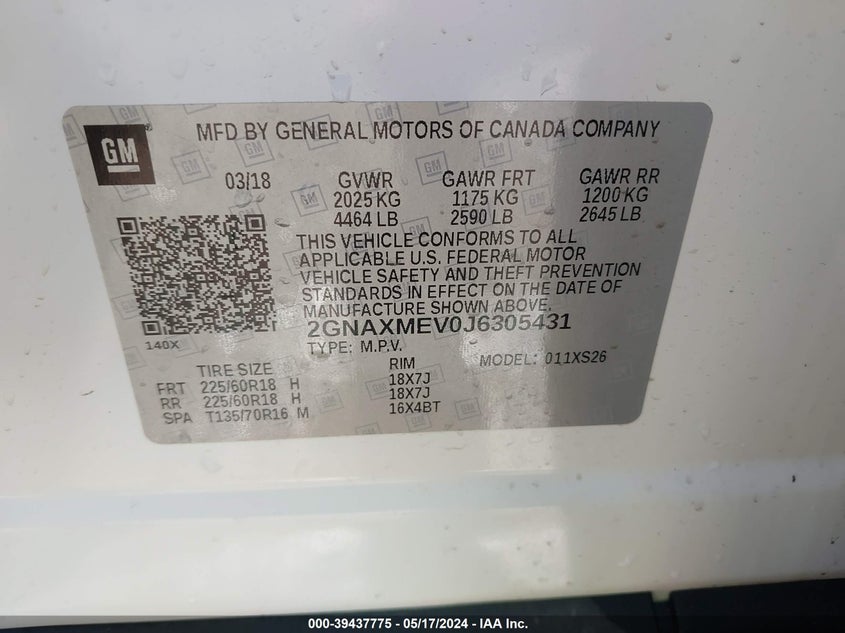 GM
MFD BY GENERAL MOTORS OF CANADA COMPANY
03/18 GVWR GAWR FRT GAWR RR
2025 KG 1175 KG 1200 KG
4464 LB 2590 LB 2645 LB
THIS VEHICLE CONFORMS TO ALL
APPLICABLE U.S. FEDERAL MOTOR
VEHICLE SAFETY AND THEFT PREVENTION
STANDARDS IN EFFECT ON THE DATE OF
MANUFACTURE SHOWN ABOVE.
2GNAXMEV0J6305431
140X TYPE: M.P.V. MODEL: 011XS26
TIRE SIZE RIM
FRT 225/60R18 H 18X7J
RR 225/60R18 H 18X7J
SPA T135/70R16 M 16X4BT
000-39437775 - 05/17/2024 - IAA Inc.